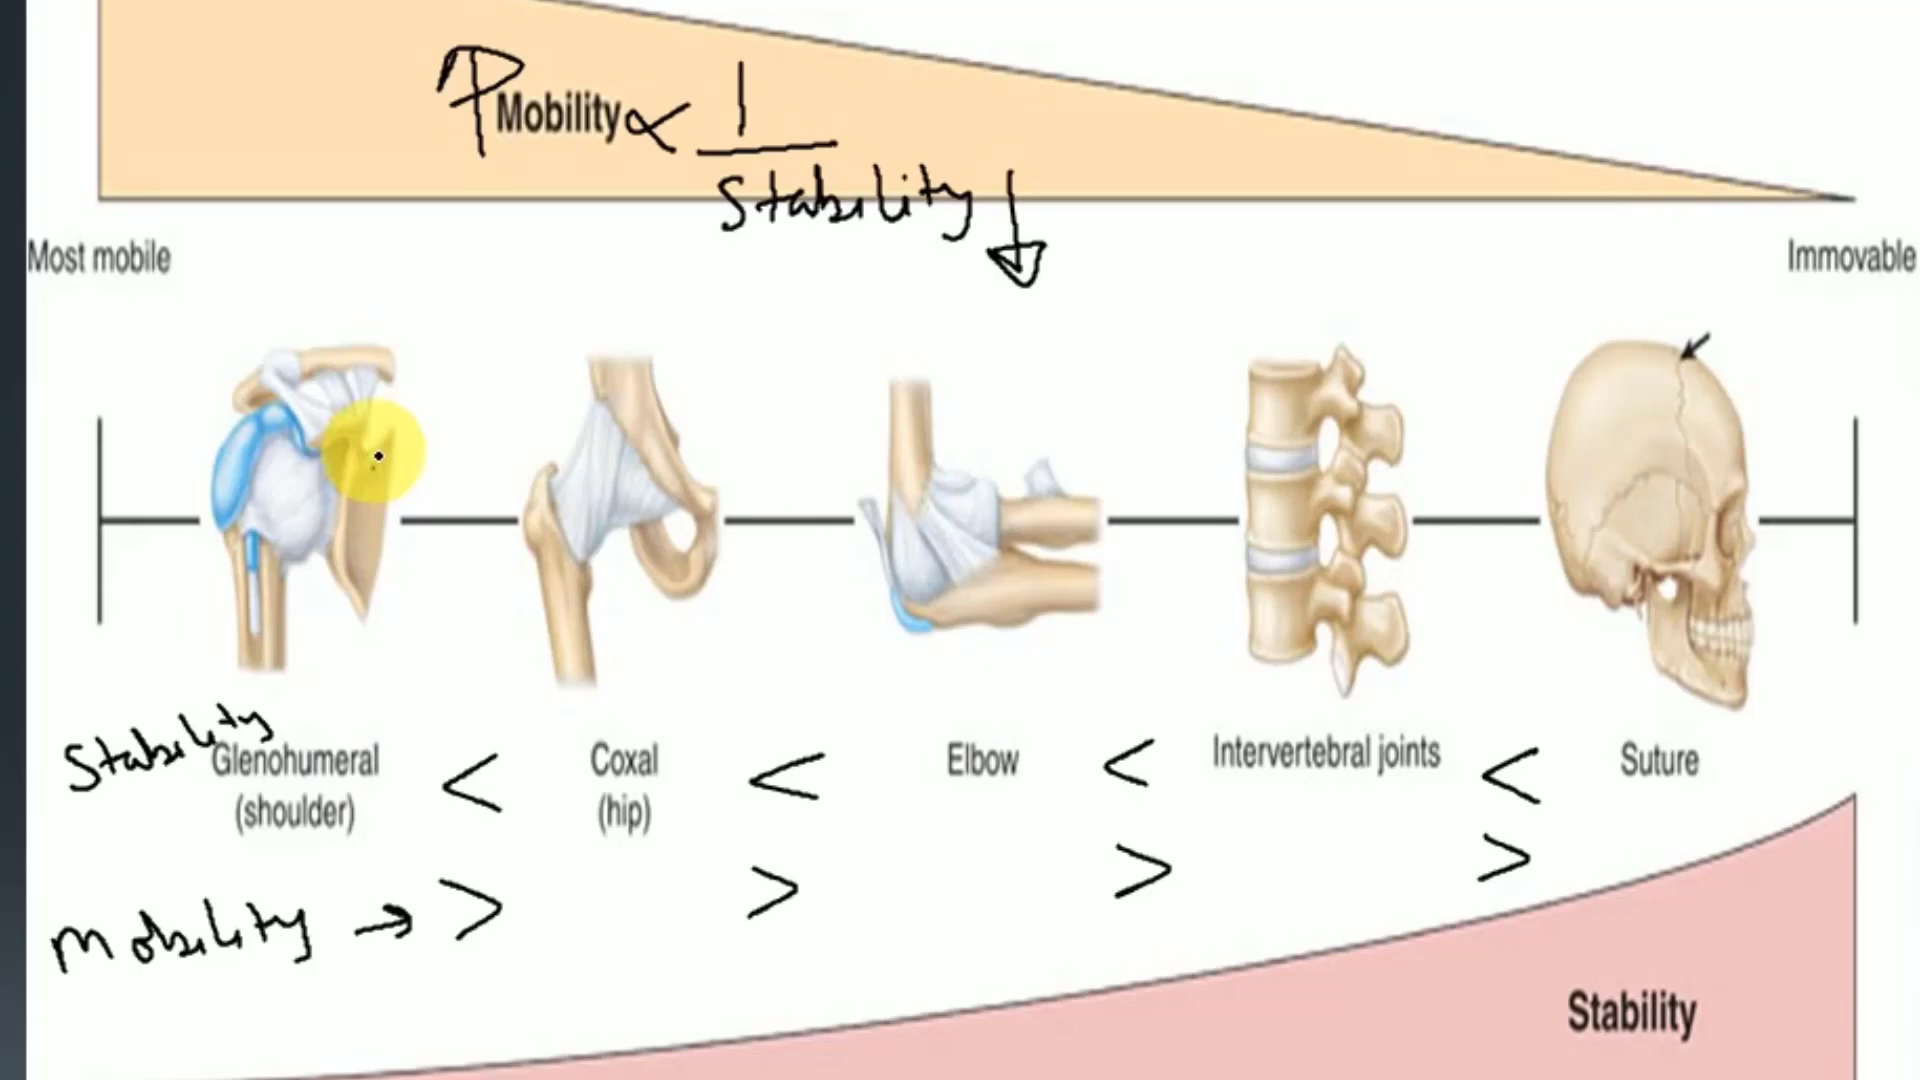 ↑ Mobility ∝ 1
Stability ↓
Most mobile
Immovable
Stability
Glenohumeral < Coxal < Elbow < Intervertebral joints < Suture
(shoulder) (hip)
Mobility → > > > >
Stability